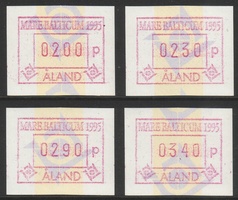 MARE BALTICUM 1995
0200 P
ÅLAND
MARE BALTICUM 1995
0230 P
ÅLAND
MARE BALTICUM 1995
0290 P
ÅLAND
MARE BALTICUM 1995
0340 P
ÅLAND